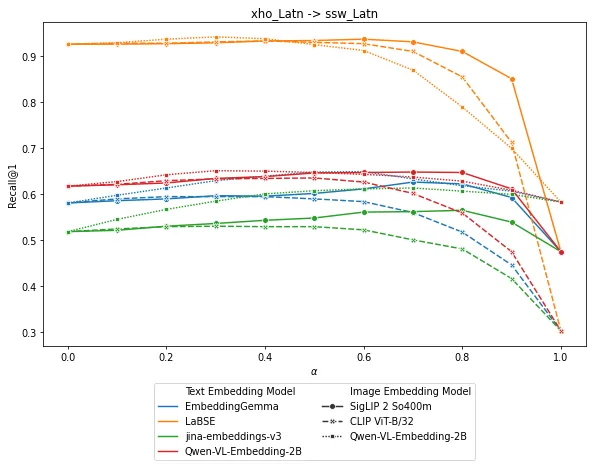 xho_Latn -> ssw_Latn
Recall@1
0.9
0.8
0.7
0.6
0.5
0.4
0.3
0.0 0.2 0.4 0.6 0.8 1.0
α
Text Embedding Model Image Embedding Model
EmbeddingGemma SigLIP 2 So400m
LaBSE CLIP ViT-B/32
jina-embeddings-v3 Qwen-VL-Embedding-2B
Qwen-VL-Embedding-2B